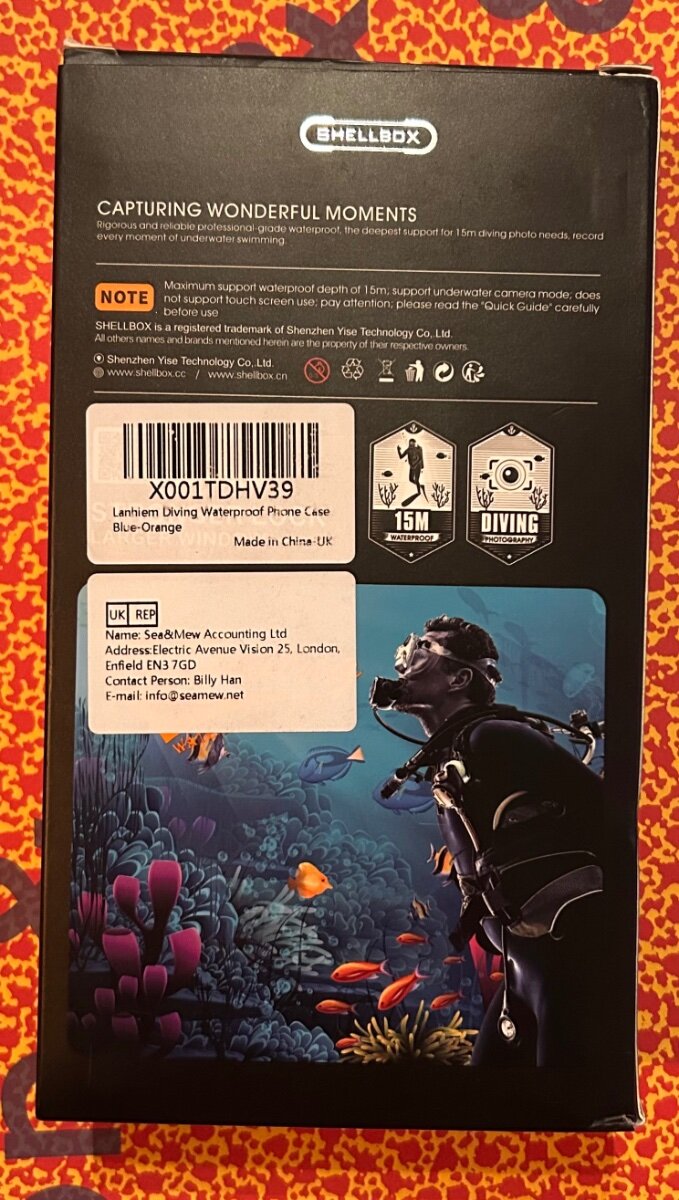 SHELLBOX
CAPTURING WONDERFUL MOMENTS
Rigorous and reliable professional-grade waterproof, the deepest support for 15m diving photo needs, record
every moment of underwater swimming.
NOTE
Maximum support waterproof depth of 15m; support underwater camera mode; does
not support touch screen use; pay attention; please read the "Quick Guide" carefully
before use
SHELLBOX is a registered trademark of Shenzhen Yise Technology Co,.Ltd.
All others names and brands mentioned herein are the property of their respective owners.
Shenzhen Yise Technology Co,.Ltd.
www.shellbox.cc / www.shellbox.cn
X001TDHV39
Lanhiem Diving Waterproof Phone Case
Blue-Orange
Made in China-UK
15M
WATERPROOF
DIVING
PHOTOGRAPHY
UK REP
Name: Sea&Mew Accounting Ltd
Address:Electric Avenue Vision 25, London,
Enfield EN3 7GD
Contact Person: Billy Han
E-mail: info@seamew.net